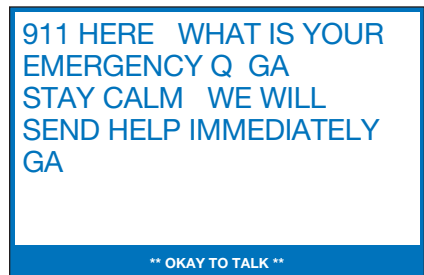 911 HERE   WHAT IS YOUR
EMERGENCY Q  GA
STAY CALM   WE WILL
SEND HELP IMMEDIATELY
GA
** OKAY TO TALK **